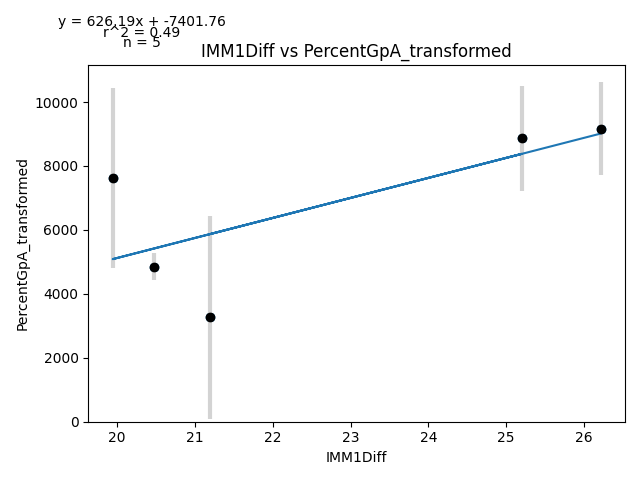 y = 626.19x + -7401.76
r^2 = 0.49
n = 5
IMM1Diff vs PercentGpA_transformed
PercentGpA_transformed
10000
8000
6000
4000
2000
0
20 21 22 23 24 25 26
IMM1Diff